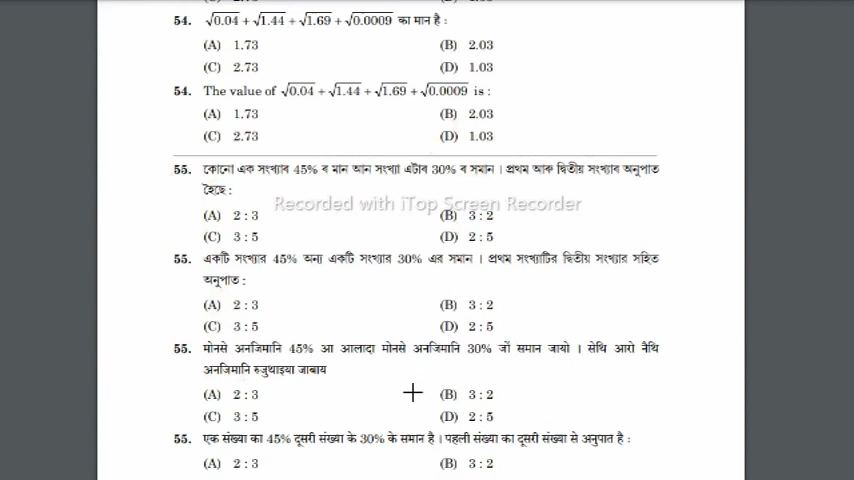 54. √0.04 + √1.44 + √1.69 + √0.0009 का मान है :
(A) 1.73 (B) 2.03
(C) 2.73 (D) 1.03
54. The value of √0.04 + √1.44 + √1.69 + √0.0009 is :
(A) 1.73 (B) 2.03
(C) 2.73 (D) 1.03
55. কোনো এক সংখ্যাৰ 45% ৰ মান আন সংখ্যা এটাৰ 30% ৰ সমান । প্ৰথম আৰু দ্বিতীয় সংখ্যাৰ অনুপাত
হৈছে :
Recorded with iTop Screen Recorder
(A) 2 : 3 (B) 3 : 2
(C) 3 : 5 (D) 2 : 5
55. একটি সংখ্যার 45% অন্য একটি সংখ্যার 30% এর সমান । প্রথম সংখ্যাটির দ্বিতীয় সংখ্যার সহিত
অনুপাত :
(A) 2 : 3 (B) 3 : 2
(C) 3 : 5 (D) 2 : 5
55. मोनसे अनजिमानि 45% आ आलादा मोनसे अनजिमानि 30% जों समान जायो । सेथि आरो नैथि
अनजिमानि रुजुथाइया जाबाय
(A) 2 : 3 (B) 3 : 2
(C) 3 : 5 (D) 2 : 5
55. एक संख्या का 45% दूसरी संख्या के 30% के समान है । पहली संख्या का दूसरी संख्या से अनुपात है :
(A) 2 : 3 (B) 3 : 2